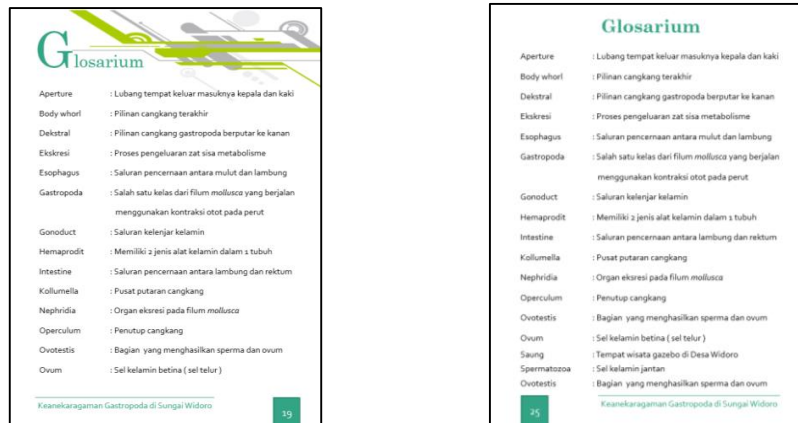 Glosarium
Aperture : Lubang tempat keluar masuknya kepala dan kaki
Body whorl : Pilinan cangkang terakhir
Dekstral : Pilinan cangkang gastropoda berputar ke kanan
Ekskresi : Proses pengeluaran zat sisa metabolisme
Esophagus : Saluran pencernaan antara mulut dan lambung
Gastropoda : Salah satu kelas dari filum mollusca yang berjalan
menggunakan kontraksi otot pada perut
Gonoduct : Saluran kelenjar kelamin
Hemaprodit : Memiliki 2 jenis alat kelamin dalam 1 tubuh
Intestine : Saluran pencernaan antara lambung dan rektum
Kollumella : Pusat putaran cangkang
Nephridia : Organ eksresi pada filum mollusca
Operculum : Penutup cangkang
Ovotestis : Bagian yang menghasilkan sperma dan ovum
Ovum : Sel kelamin betina ( sel telur )
Keanekaragaman Gastropoda di Sungai Widoro
19
Glosarium
Aperture : Lubang tempat keluar masuknya kepala dan kaki
Body whorl : Pilinan cangkang terakhir
Dekstral : Pilinan cangkang gastropoda berputar ke kanan
Ekskresi : Proses pengeluaran zat sisa metabolisme
Esophagus : Saluran pencernaan antara mulut dan lambung
Gastropoda : Salah satu kelas dari filum mollusca yang berjalan
menggunakan kontraksi otot pada perut
Gonoduct : Saluran kelenjar kelamin
Hemaprodit : Memiliki 2 jenis alat kelamin dalam 1 tubuh
Intestine : Saluran pencernaan antara lambung dan rektum
Kollumella : Pusat putaran cangkang
Nephridia : Organ eksresi pada filum mollusca
Operculum : Penutup cangkang
Ovotestis : Bagian yang menghasilkan sperma dan ovum
Ovum : Sel kelamin betina ( sel telur )
Saung : Tempat wisata gazebo di Desa Widoro
Spermatozoa : Sel kelamin jantan
Ovotestis : Bagian yang menghasilkan sperma dan ovum
25
Keanekaragaman Gastropoda di Sungai Widoro